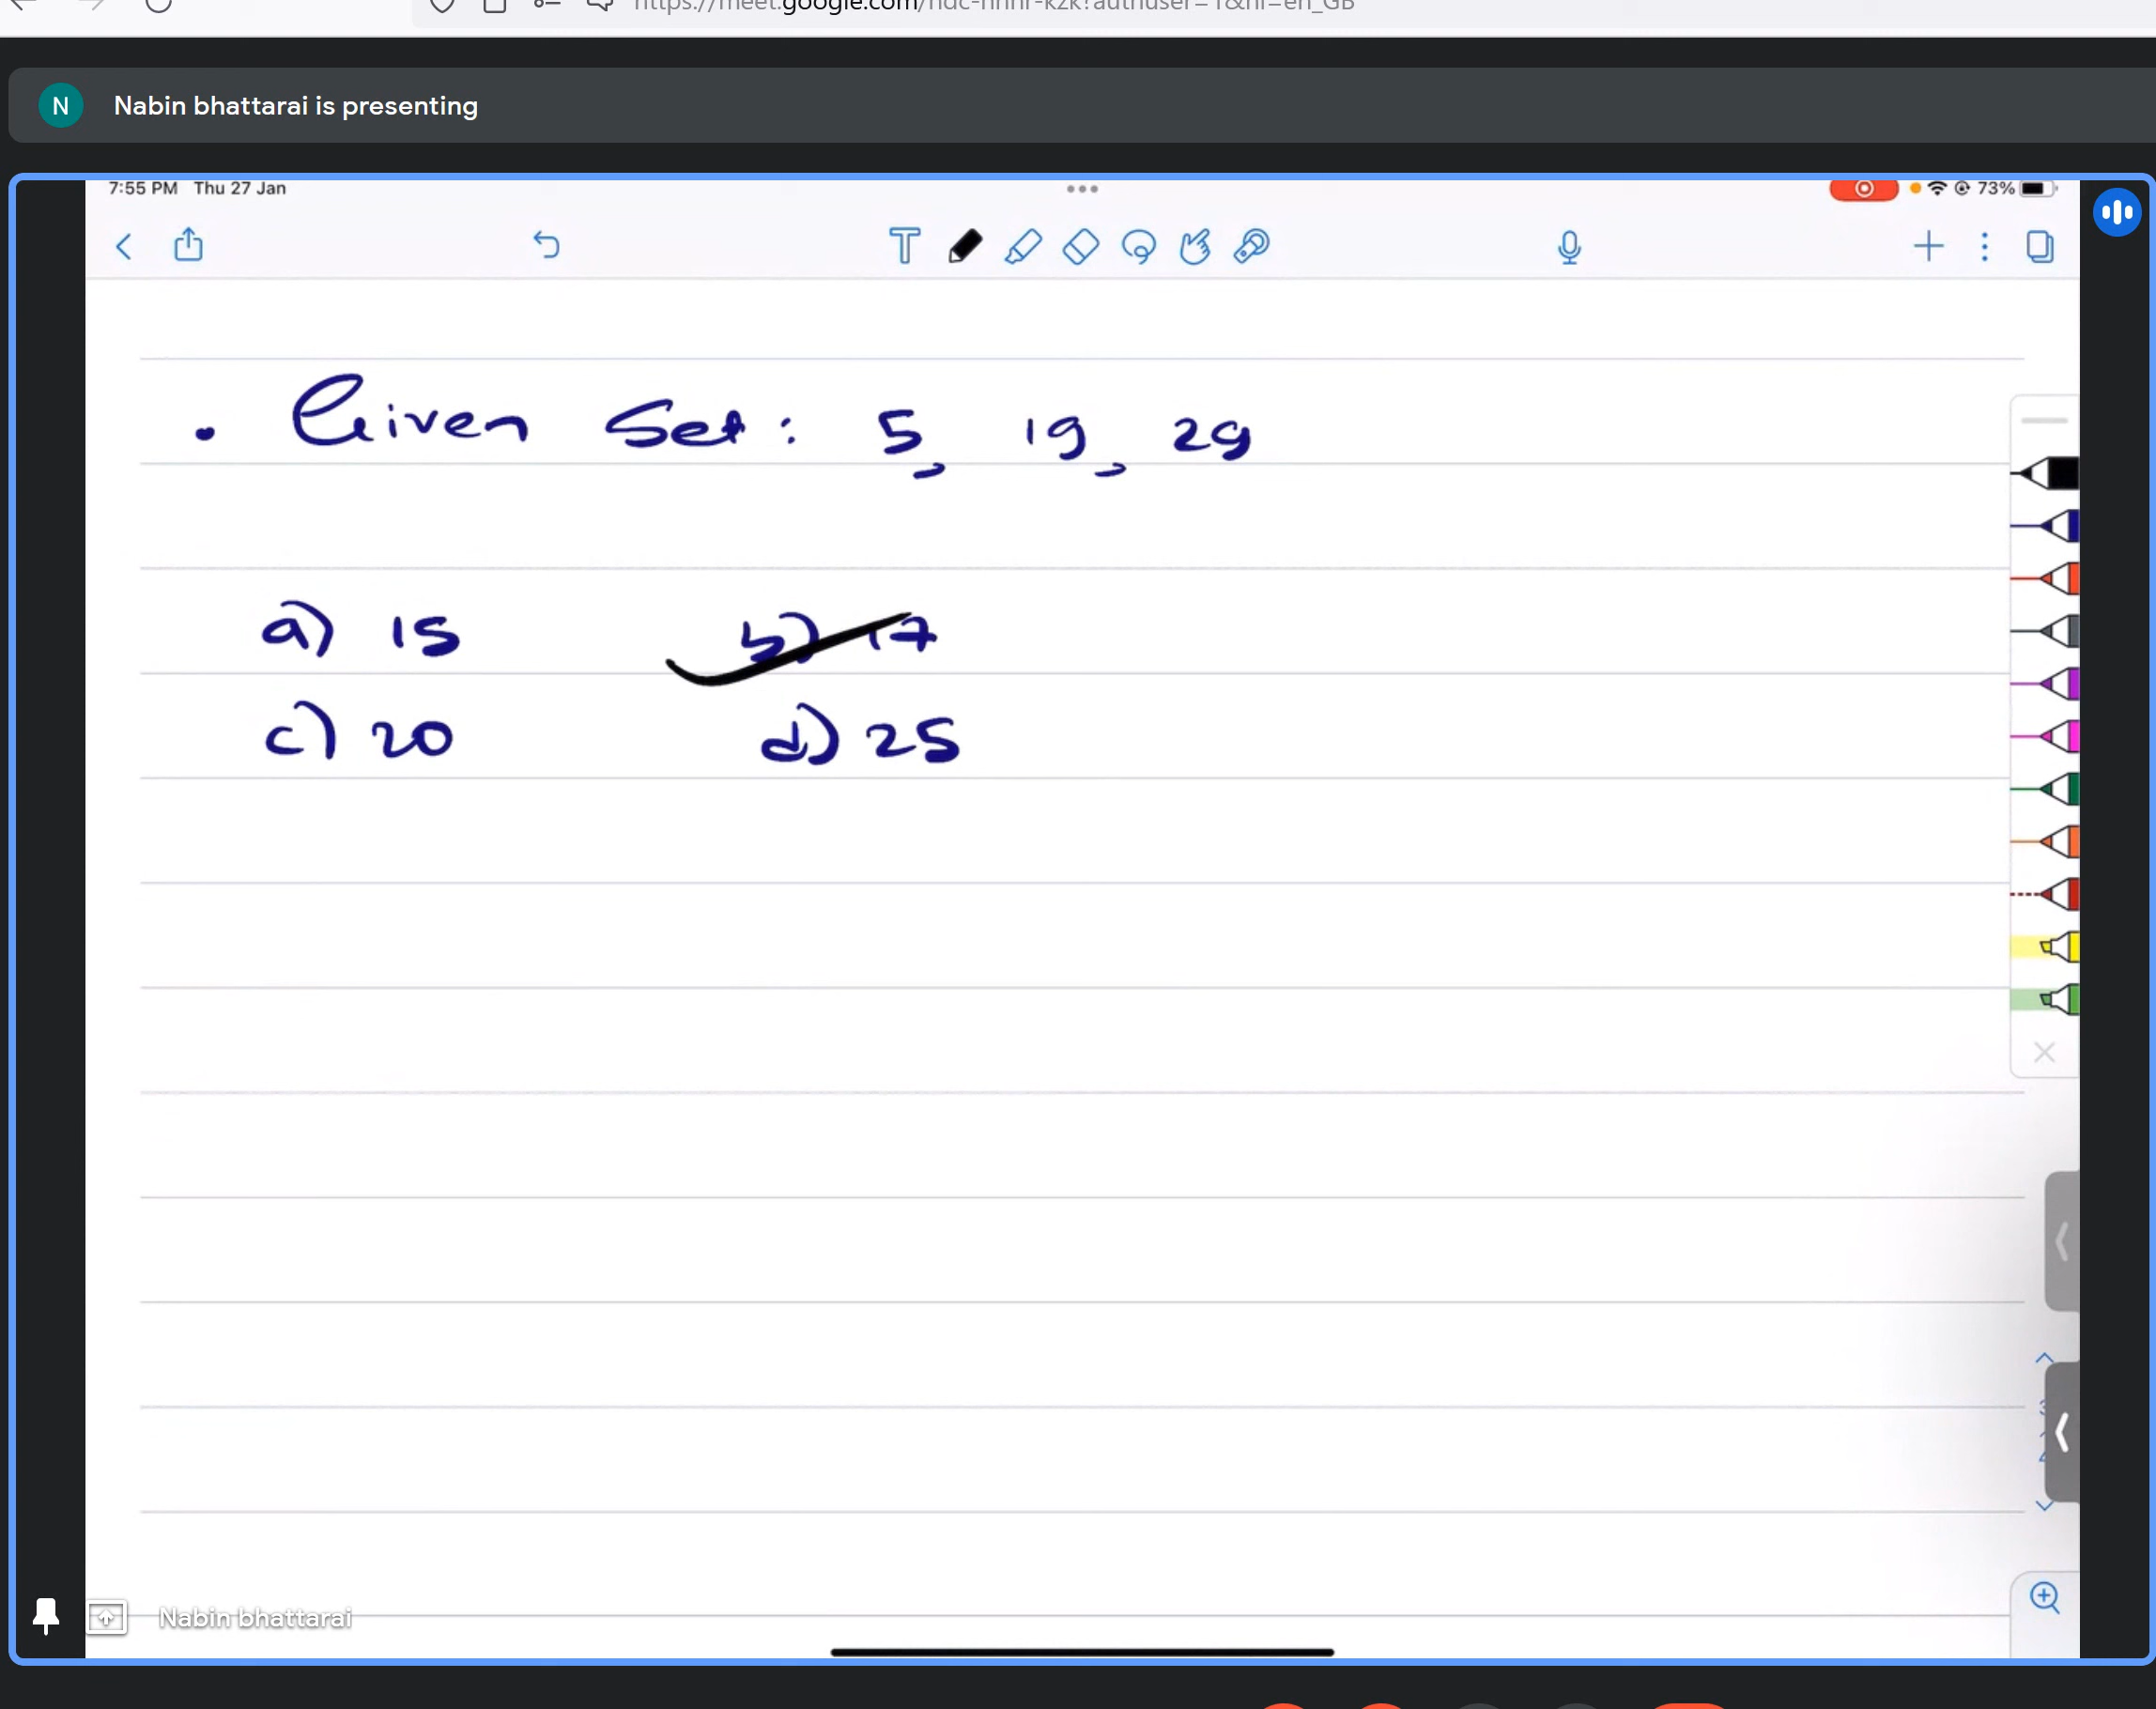 Nabin bhattarai is presenting
N
7:55 PM Thu 27 Jan
73%
. Given Set: 5, 19, 29
a) 15 b) 17
c) 20 d) 25
Nabin bhattarai